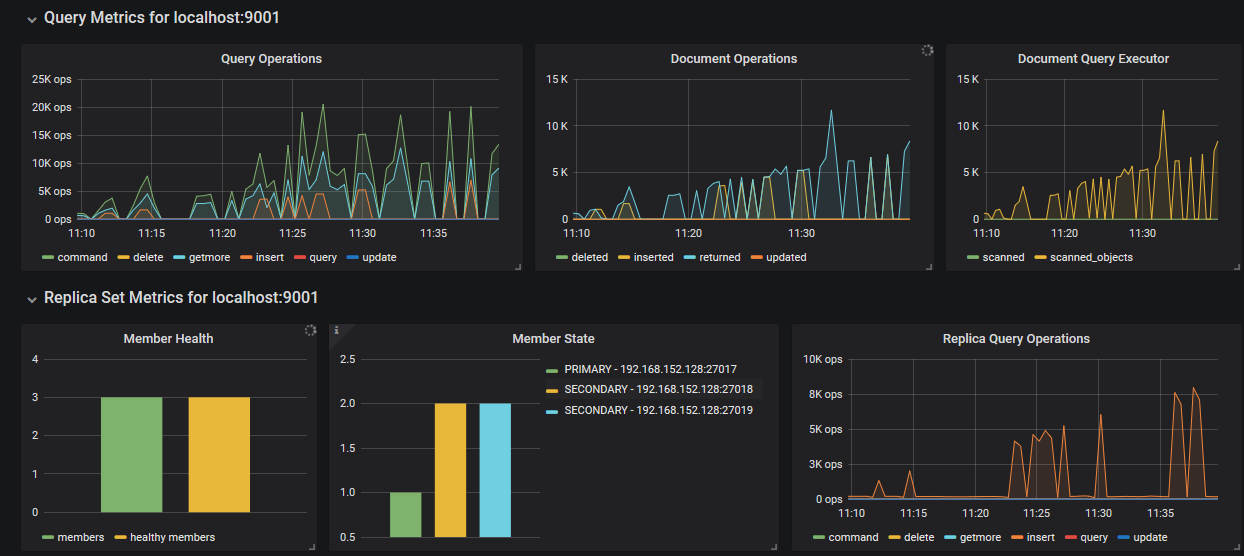 Query Metrics for localhost:9001
Query Operations
25K ops
20K ops
15K ops
10K ops
5K ops
0 ops
11:10 11:15 11:20 11:25 11:30 11:35
command delete getmore insert query update
Document Operations
15 K
10 K
5 K
0
11:10 11:20 11:30
deleted inserted returned updated
Document Query Executor
15 K
10 K
5 K
0
11:10 11:20 11:30
scanned scanned_objects
Replica Set Metrics for localhost:9001
Member Health
4
3
2
1
0
members healthy members
i
Member State
2.5
2.0
1.5
1.0
0.5
PRIMARY - 192.168.152.128:27017
SECONDARY - 192.168.152.128:27018
SECONDARY - 192.168.152.128:27019
Replica Query Operations
10K ops
8K ops
5K ops
3K ops
0 ops
11:10 11:15 11:20 11:25 11:30 11:35
command delete getmore insert query update